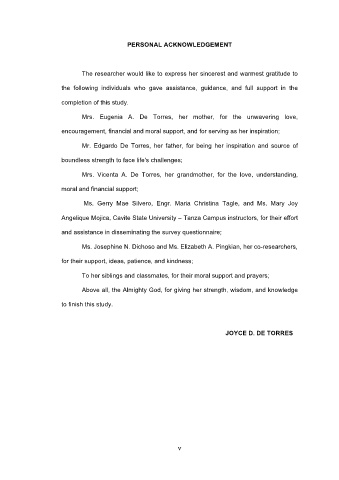 PERSONAL ACKNOWLEDGEMENT
The researcher would like to express her sincerest and warmest gratitude to
the following individuals who gave assistance, guidance, and full support in the
completion of this study.
Mrs. Eugenia A. De Torres, her mother, for the unwavering love,
encouragement, financial and moral support, and for serving as her inspiration;
Mr. Edgardo De Torres, her father, for being her inspiration and source of
boundless strength to face life's challenges;
Mrs. Vicenta A. De Torres, her grandmother, for the love, understanding,
moral and financial support;
Ms. Gerry Mae Silvero, Engr. Maria Christina Tagle, and Ms. Mary Joy
Angelique Mojica, Cavite State University – Tanza Campus instructors, for their effort
and assistance in disseminating the survey questionnaire;
Ms. Josephine N. Dichoso and Ms. Elizabeth A. Pingkian, her co-researchers,
for their support, ideas, patience, and kindness;
To her siblings and classmates, for their moral support and prayers;
Above all, the Almighty God, for giving her strength, wisdom, and knowledge
to finish this study.
JOYCE D. DE TORRES
v